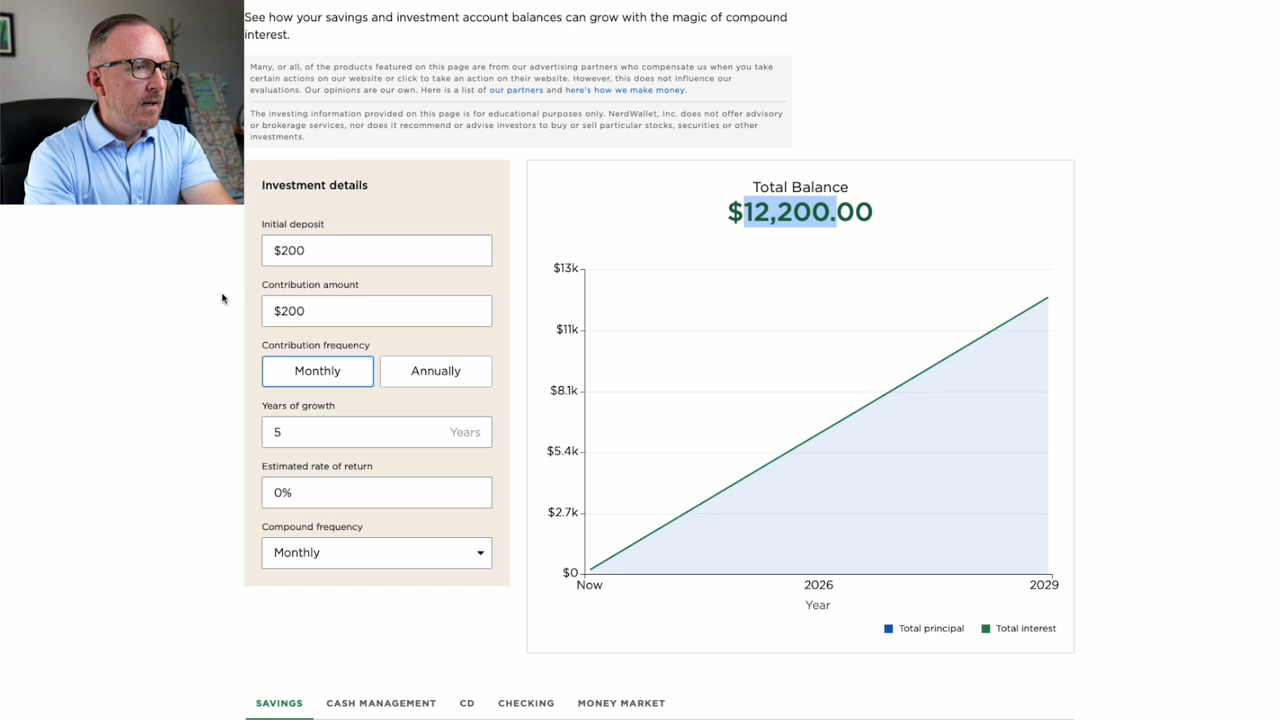 See how your savings and investment account balances can grow with the magic of compound
interest.
Many, or all, of the products featured on this page are from our advertising partners who compensate us when you take
certain actions on our website or click to take an action on their website. However, this does not influence our
evaluations. Our opinions are our own. Here is a list of our partners and here's how we make money.
The investing information provided on this page is for educational purposes only. NerdWallet, Inc. does not offer advisory
or brokerage services, nor does it recommend or advise investors to buy or sell particular stocks, securities or other
investments.
Investment details
Initial deposit
$200
Contribution amount
$200
Contribution frequency
Monthly
Annually
Years of growth
5
Years
Estimated rate of return
0%
Compound frequency
Monthly
Total Balance
$12,200.00
$13k
$11k
$8.1k
$5.4k
$2.7k
$0
Now
2026
2029
Year
Total principal
Total interest
SAVINGS
CASH MANAGEMENT
CD
CHECKING
MONEY MARKET